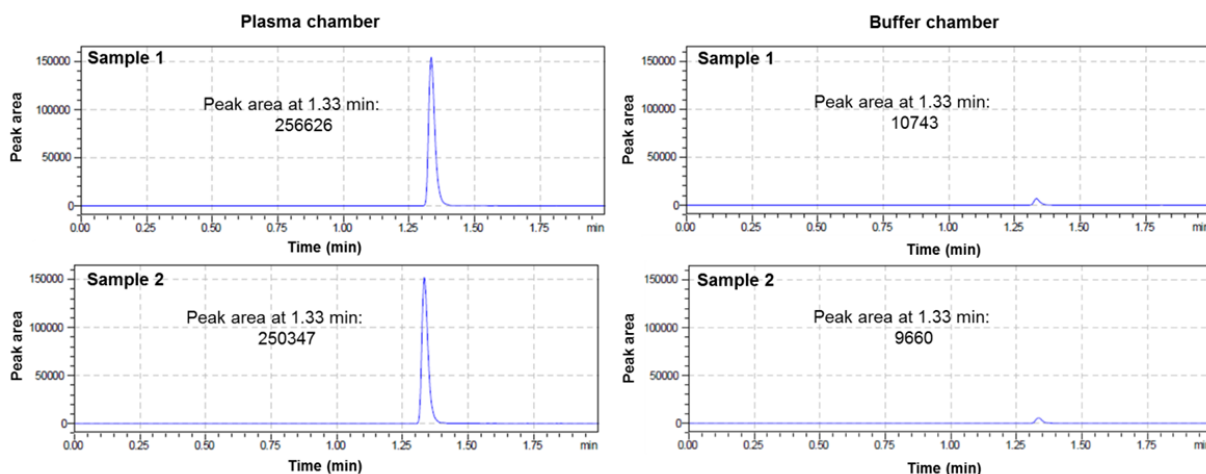 Plasma chamber
Buffer chamber
Sample 1
Peak area at 1.33 min:
256626
Peak area
150000
100000
50000
0
0.00 0.25 0.50 0.75 1.00 1.25 1.50 1.75 min
Time (min)
Sample 1
Peak area at 1.33 min:
10743
Peak area
150000
100000
50000
0
0.00 0.25 0.50 0.75 1.00 1.25 1.50 1.75 min
Time (min)
Sample 2
Peak area at 1.33 min:
250347
Peak area
150000
100000
50000
0
0.00 0.25 0.50 0.75 1.00 1.25 1.50 1.75 min
Time (min)
Sample 2
Peak area at 1.33 min:
9660
Peak area
150000
100000
50000
0
0.00 0.25 0.50 0.75 1.00 1.25 1.50 1.75 min
Time (min)